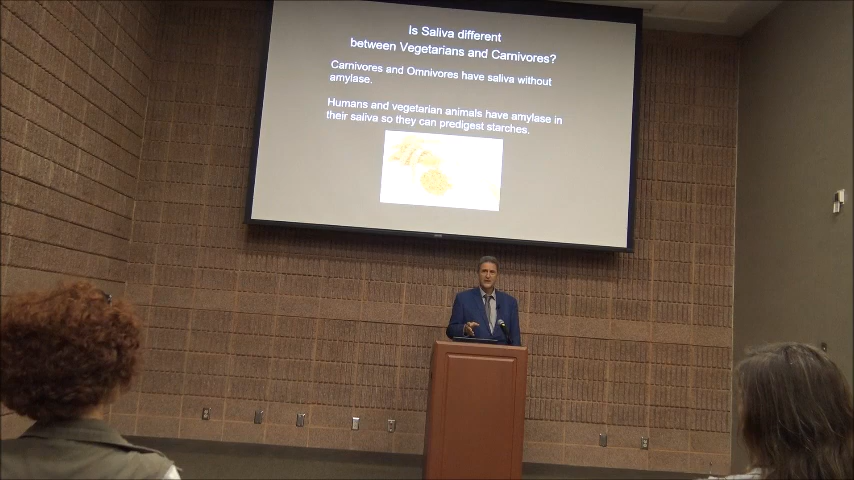 Is Saliva different
between Vegetarians and Carnivores?
Carnivores and Omnivores have saliva without
amylase.
Humans and vegetarian animals have amylase in
their saliva so they can predigest starches.